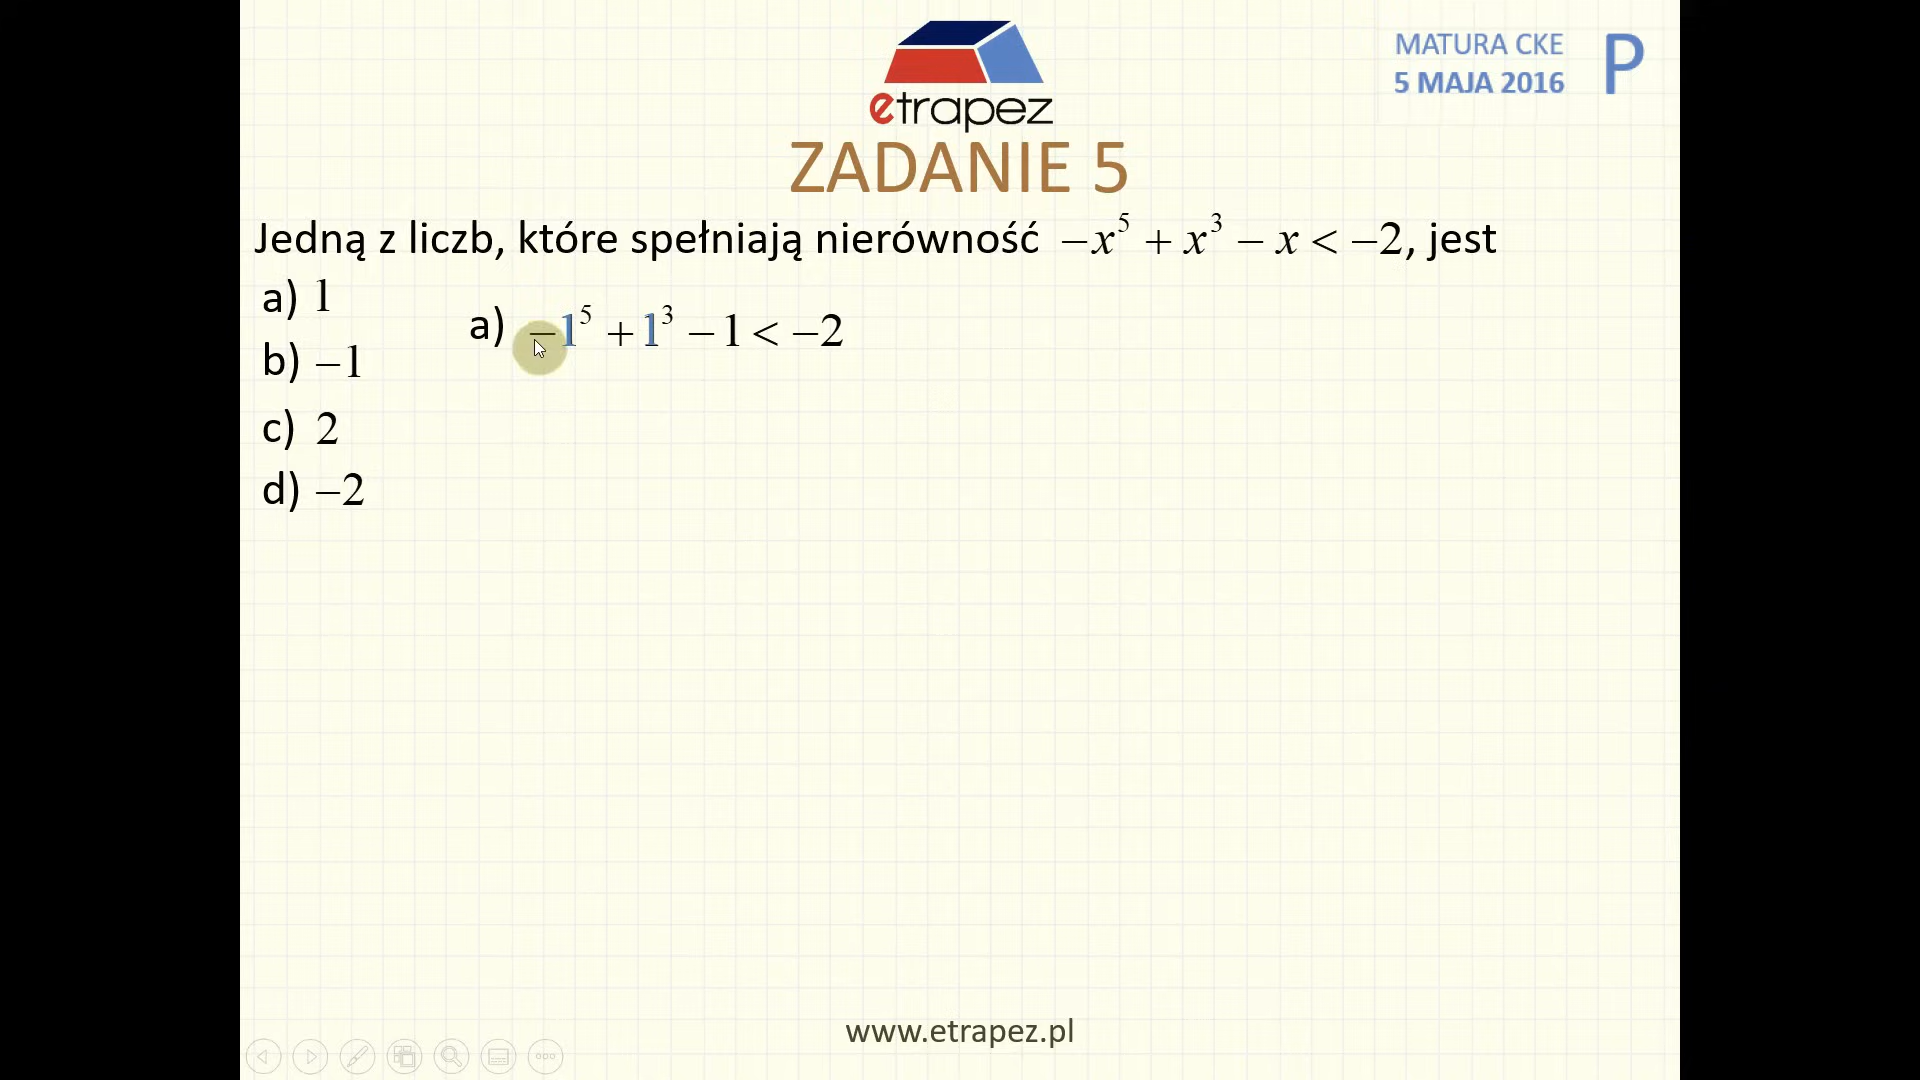 etrapez
MATURA CKE
5 MAJA 2016
P
ZADANIE 5
Jedną z liczb, które spełniają nierówność −x⁵ + x³ − x < −2, jest
a) 1
b) −1
c) 2
d) −2
a) −1⁵ + 1³ − 1 < −2
www.etrapez.pl